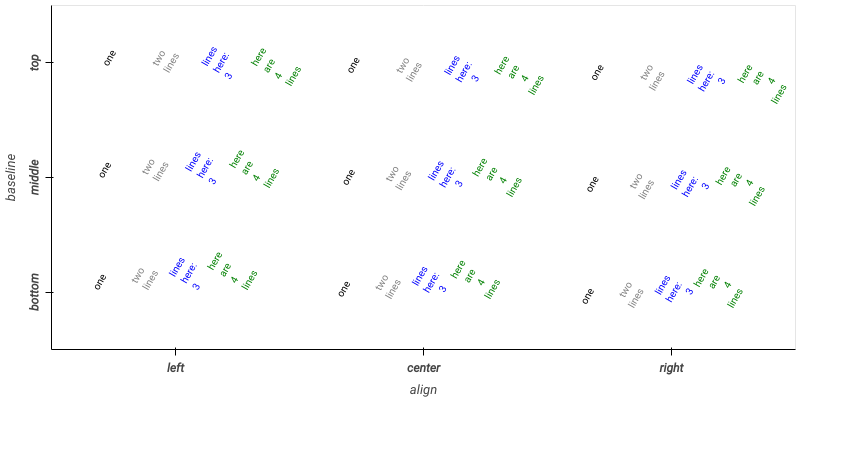 top
one
two
lines
lines
here:
3
here
are
4
lines
one
two
lines
lines
here:
3
here
are
4
lines
one
two
lines
lines
here:
3
here
are
4
lines
middle
one
two
lines
lines
here:
3
here
are
4
lines
one
two
lines
lines
here:
3
here
are
4
lines
one
two
lines
lines
here:
3
here
are
4
lines
bottom
one
two
lines
lines
here:
3
here
are
4
lines
one
two
lines
lines
here:
3
here
are
4
lines
one
two
lines
lines
here:
3
here
are
4
lines
baseline
left
center
right
align